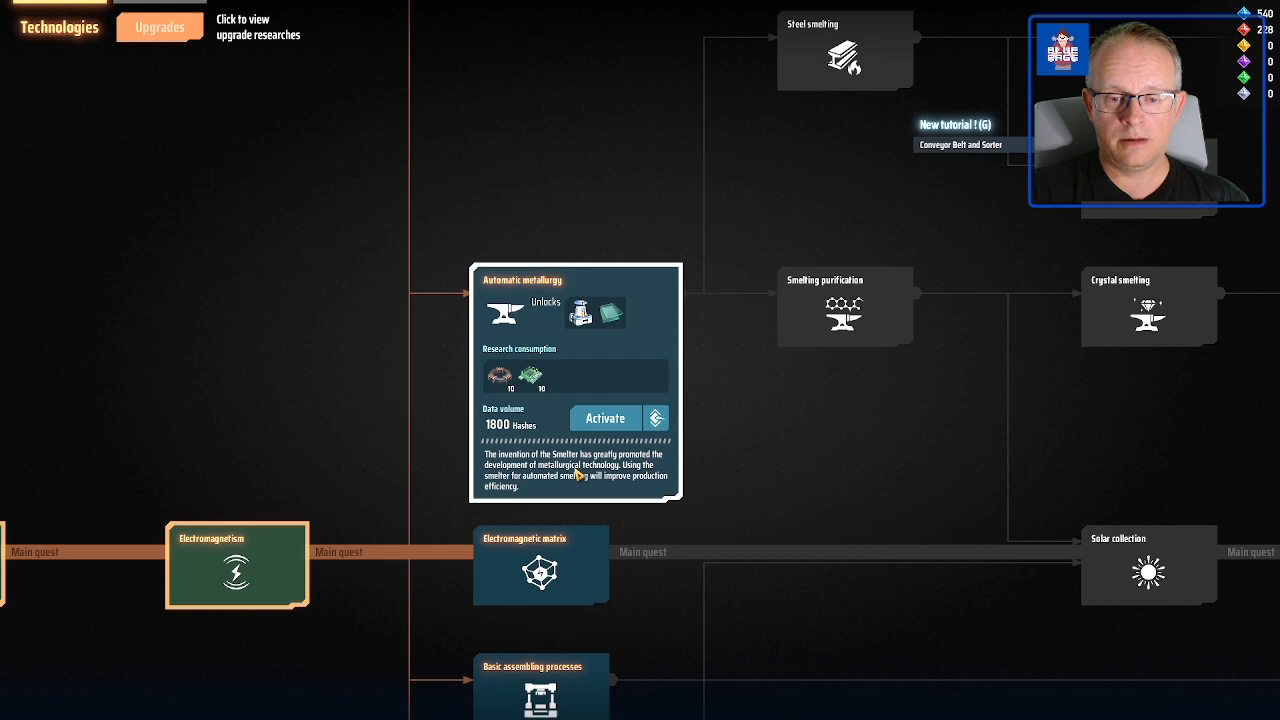 Technologies
Upgrades
Click to view
upgrade researches
Steel smelting
540
228
0
0
0
0
BLUE
SAGE
New tutorial ! (G)
Conveyor Belt and Sorter
Automatic metallurgy
Unlocks
Research consumption
10
10
Data volume
1800 Hashes
Activate
The invention of the Smelter has greatly promoted the
development of metallurgical technology. Using the
smelter for automated smelting will improve production
efficiency.
Smelting purification
Crystal smelting
Main quest
Electromagnetism
Main quest
Electromagnetic matrix
Main quest
Solar collection
Main quest
Basic assembling processes